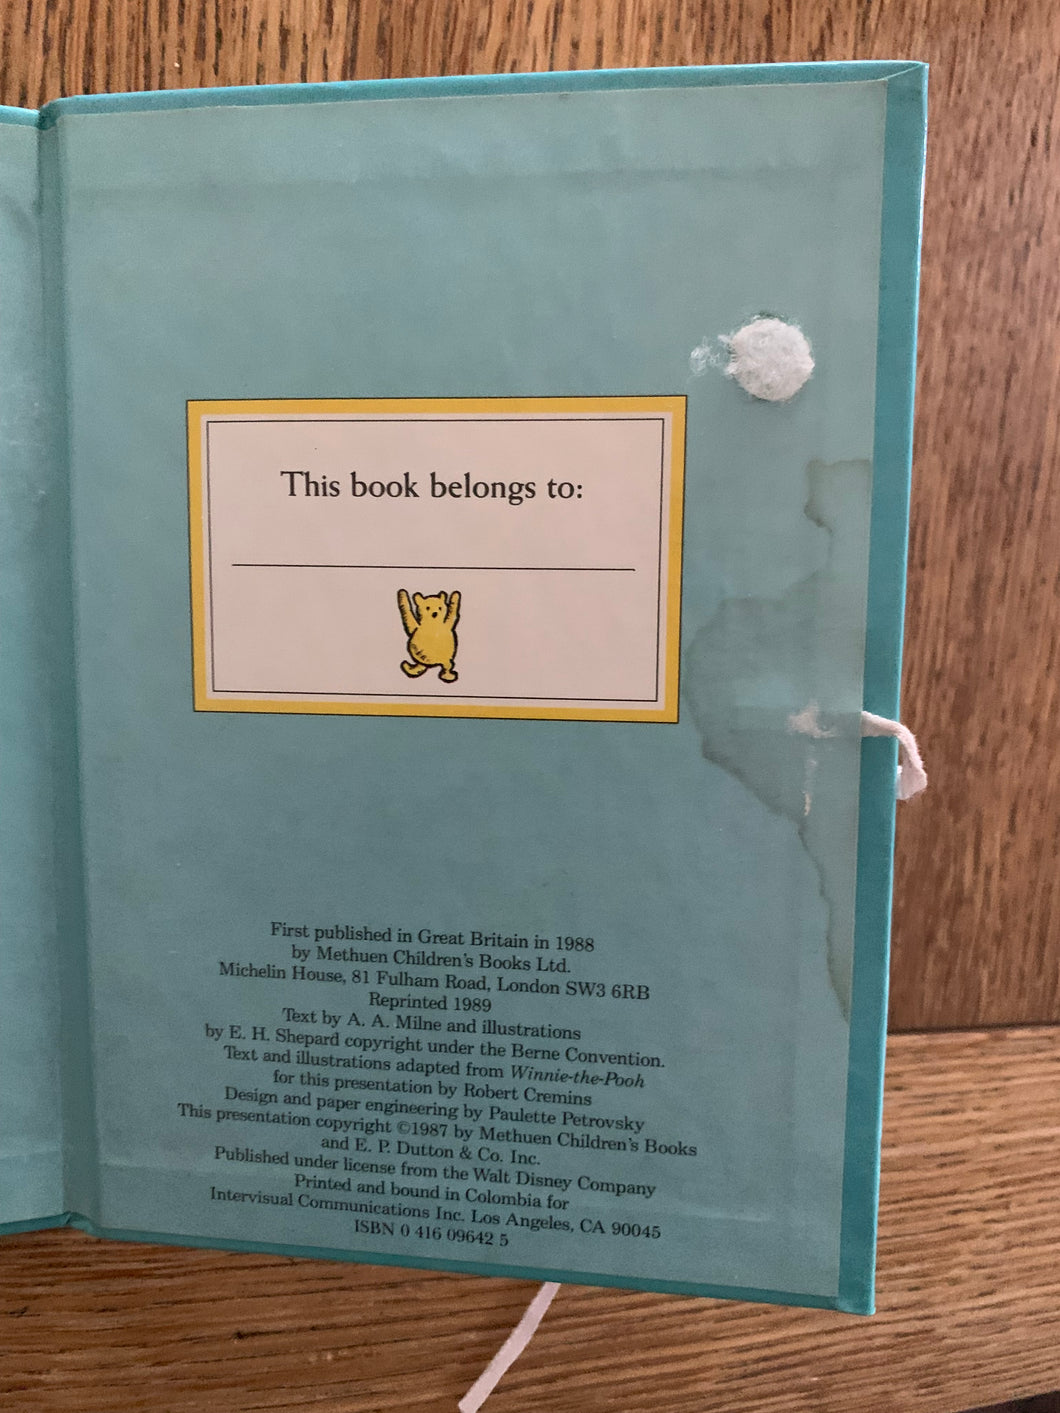 This book belongs to:
First published in Great Britain in 1988
by Methuen Children's Books Ltd.
Michelin House, 81 Fulham Road, London SW3 6RB
Reprinted 1989
Text by A. A. Milne and illustrations
by E. H. Shepard copyright under the Berne Convention.
Text and illustrations adapted from Winnie-the-Pooh
for this presentation by Robert Cremins
Design and paper engineering by Paulette Petrovsky
This presentation copyright ©1987 by Methuen Children's Books
and E. P. Dutton & Co. Inc.
Published under license from the Walt Disney Company
Printed and bound in Colombia for
Intervisual Communications Inc. Los Angeles, CA 90045
ISBN 0 416 09642 5